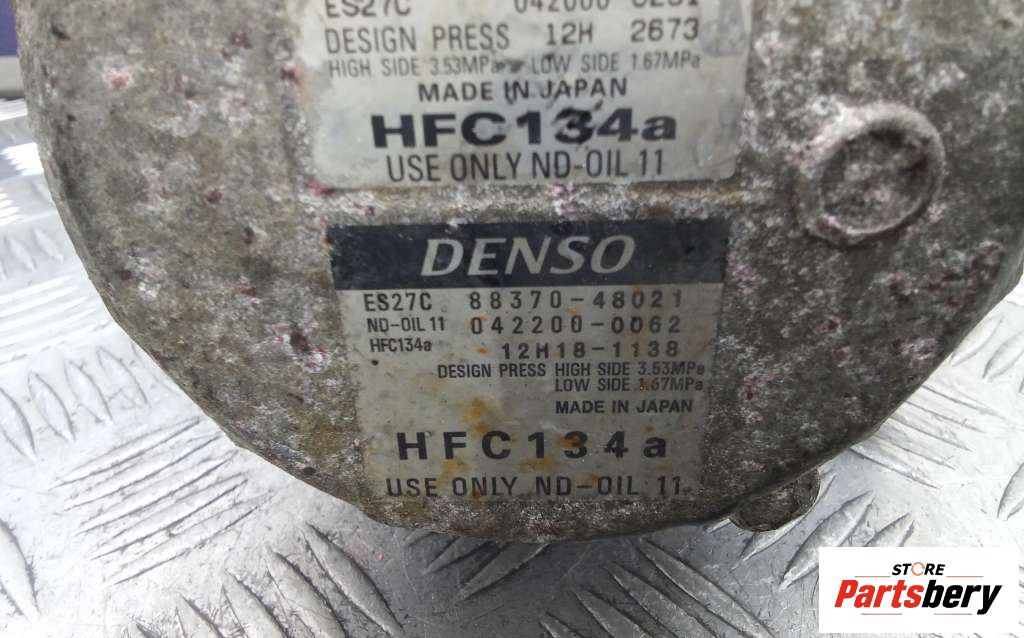 ES27C 042000-0251
DESIGN PRESS 12H 2673
HIGH SIDE 3.53MPa LOW SIDE 1.67MPa
MADE IN JAPAN
HFC134a
USE ONLY ND-OIL 11
DENSO
ES27C 88370-48021
ND-OIL 11 042200-0062
HFC134a 12H18-1138
DESIGN PRESS HIGH SIDE 3.53MPa
LOW SIDE 1.67MPa
MADE IN JAPAN
HFC134a
USE ONLY ND-OIL 11
STORE
Partsbery